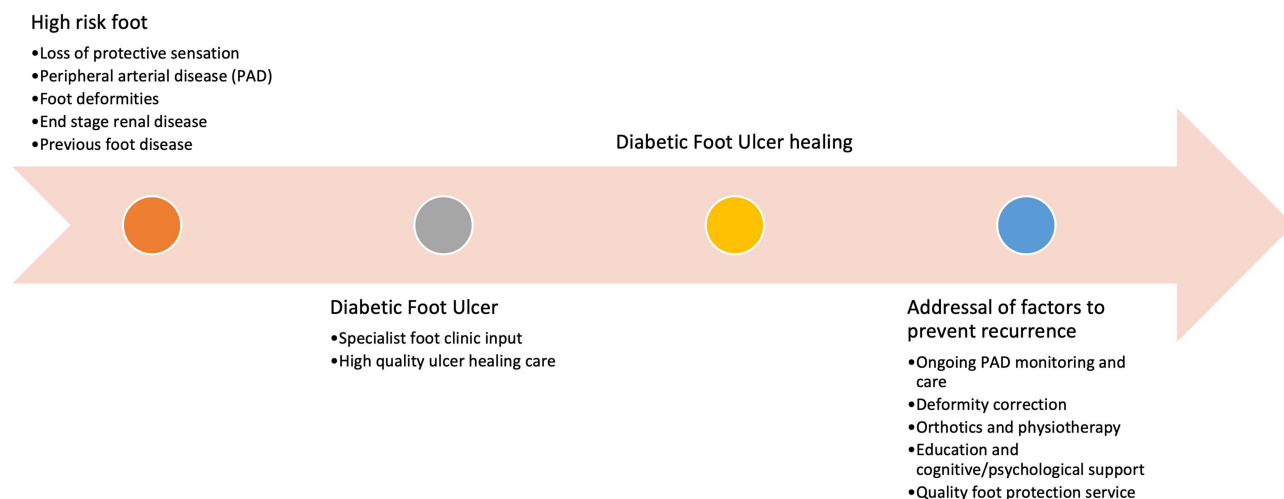 High risk foot
•Loss of protective sensation
•Peripheral arterial disease (PAD)
•Foot deformities
•End stage renal disease
•Previous foot disease
Diabetic Foot Ulcer
•Specialist foot clinic input
•High quality ulcer healing care
Diabetic Foot Ulcer healing
Addressal of factors to
prevent recurrence
•Ongoing PAD monitoring and
care
•Deformity correction
•Orthotics and physiotherapy
•Education and
cognitive/psychological support
•Quality foot protection service